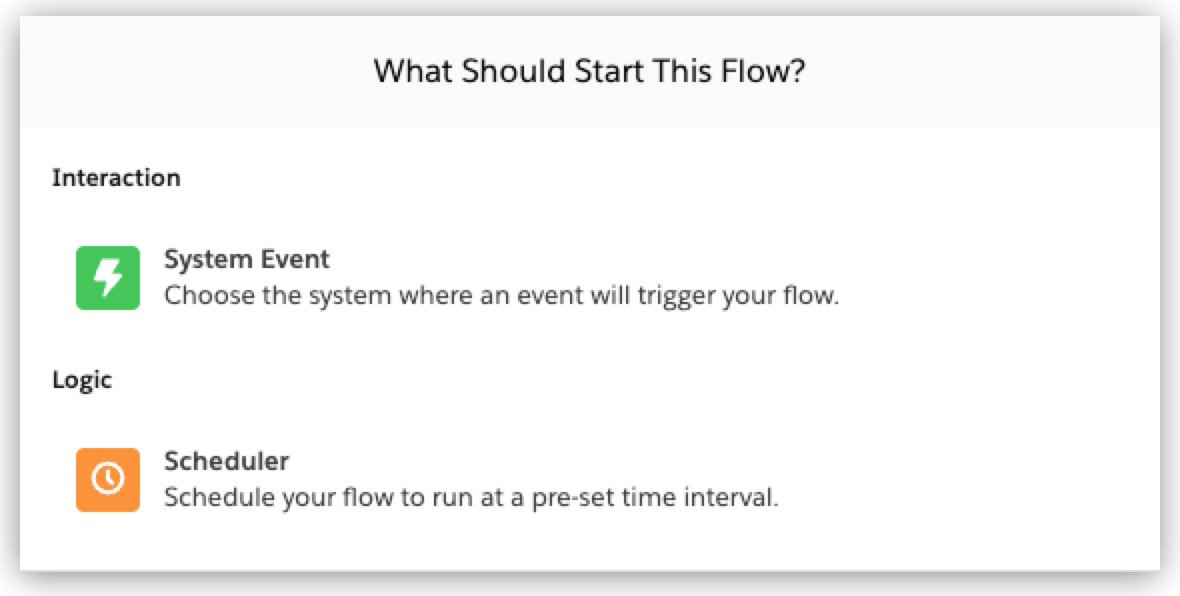 What Should Start This Flow?
Interaction
System Event
Choose the system where an event will trigger your flow.
Logic
Scheduler
Schedule your flow to run at a pre-set time interval.